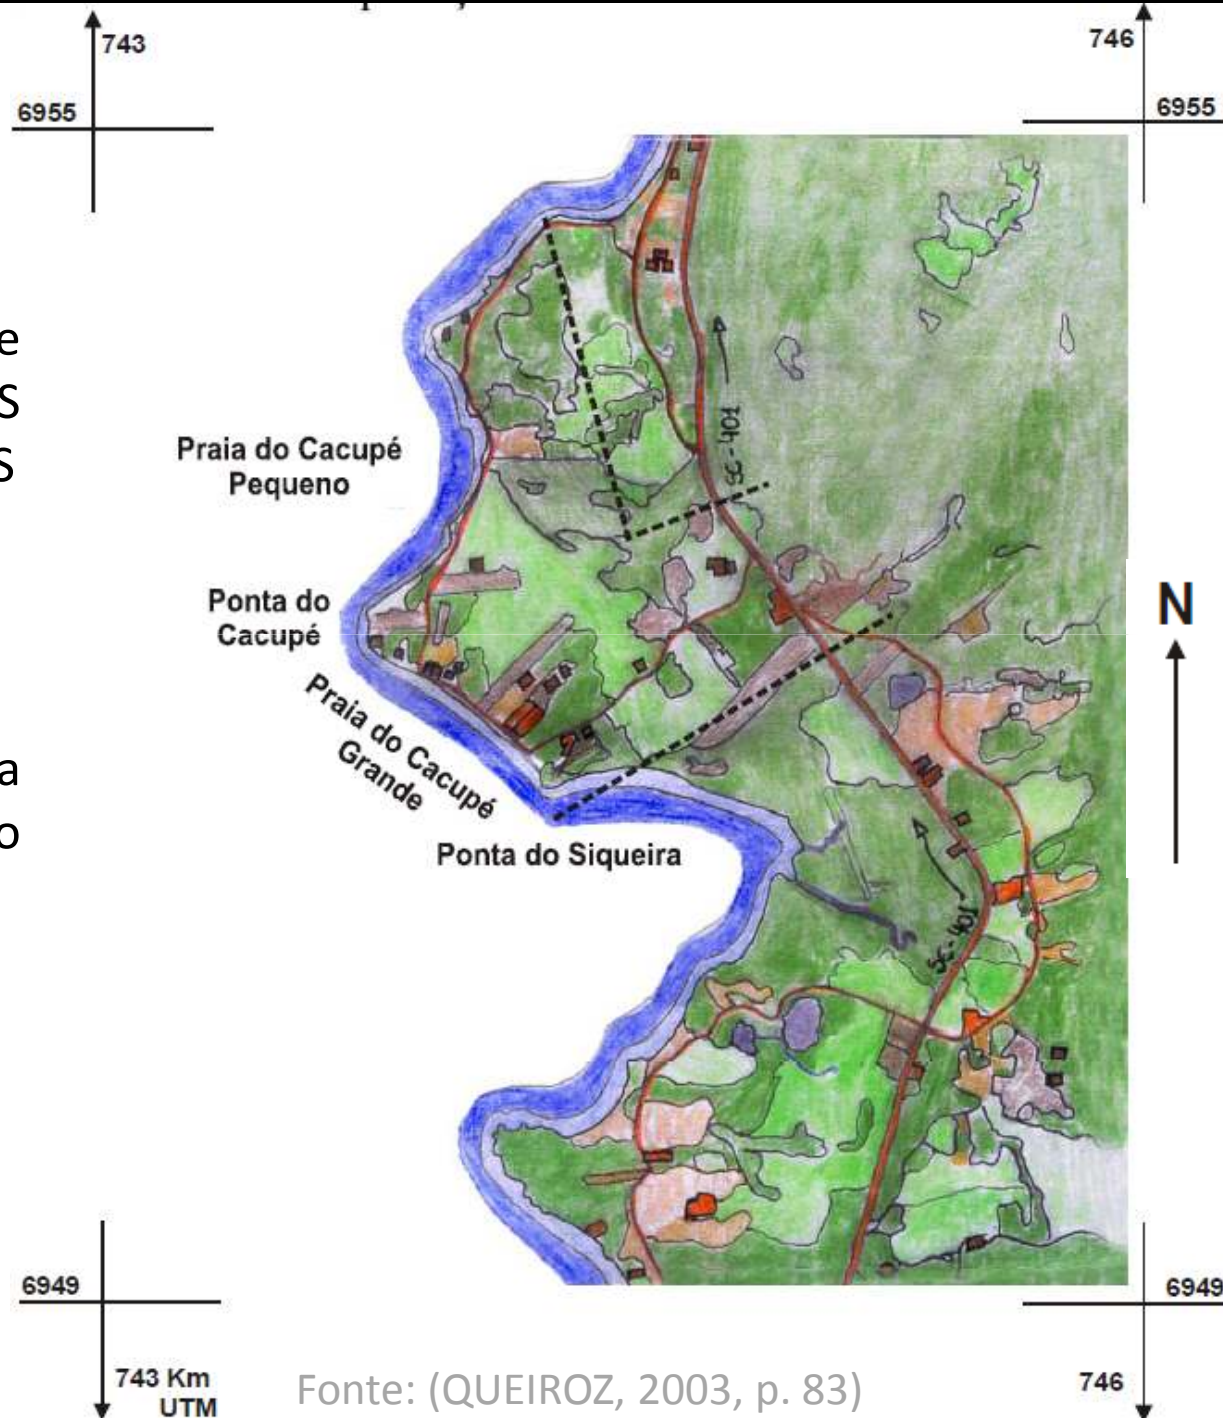 743
746
6955
6955
e
S
S
SC-401
Praia do Cacupé
Pequeno
Ponta do
Cacupé
N
Praia do Cacupé
Grande
a
o
Ponta do Siqueira
SC-401
6949
6949
743 Km
UTM
746
Fonte: (QUEIROZ, 2003, p. 83)